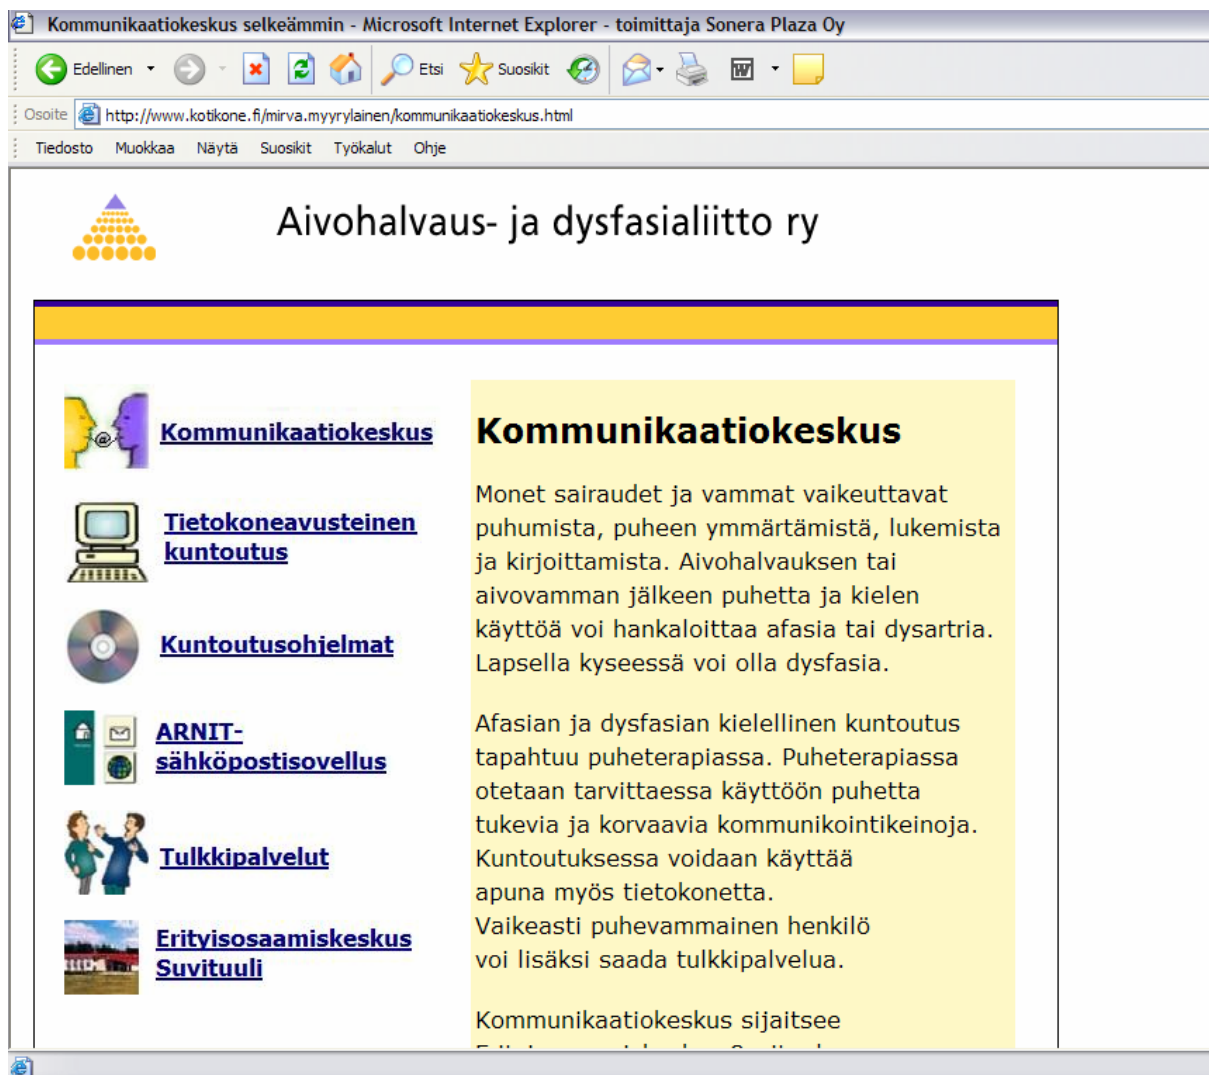 Kommunikaatiokeskus selkeämmin - Microsoft Internet Explorer - toimittaja Sonera Plaza Oy
Edellinen Etsi Suosikit
Osoite http://www.kotikone.fi/mirva.myyrylainen/kommunikaatiokeskus.html
Tiedosto Muokkaa Näytä Suosikit Työkalut Ohje
Aivohalvaus- ja dysfasialiitto ry
Kommunikaatiokeskus
Tietokoneavusteinen
kuntoutus
Kuntoutusohjelmat
ARNIT-
sähköpostisovellus
Tulkkipalvelut
Erityisosaamiskeskus
Suvituuli
Kommunikaatiokeskus
Monet sairaudet ja vammat vaikeuttavat
puhumista, puheen ymmärtämistä, lukemista
ja kirjoittamista. Aivohalvauksen tai
aivovamman jälkeen puhetta ja kielen
käyttöä voi hankaloittaa afasia tai dysartria.
Lapsella kyseessä voi olla dysfasia.
Afasian ja dysfasian kielellinen kuntoutus
tapahtuu puheterapiassa. Puheterapiassa
otetaan tarvittaessa käyttöön puhetta
tukevia ja korvaavia kommunikointikeinoja.
Kuntoutuksessa voidaan käyttää
apuna myös tietokonetta.
Vaikeasti puhevammainen henkilö
voi lisäksi saada tulkkipalvelua.
Kommunikaatiokeskus sijaitsee